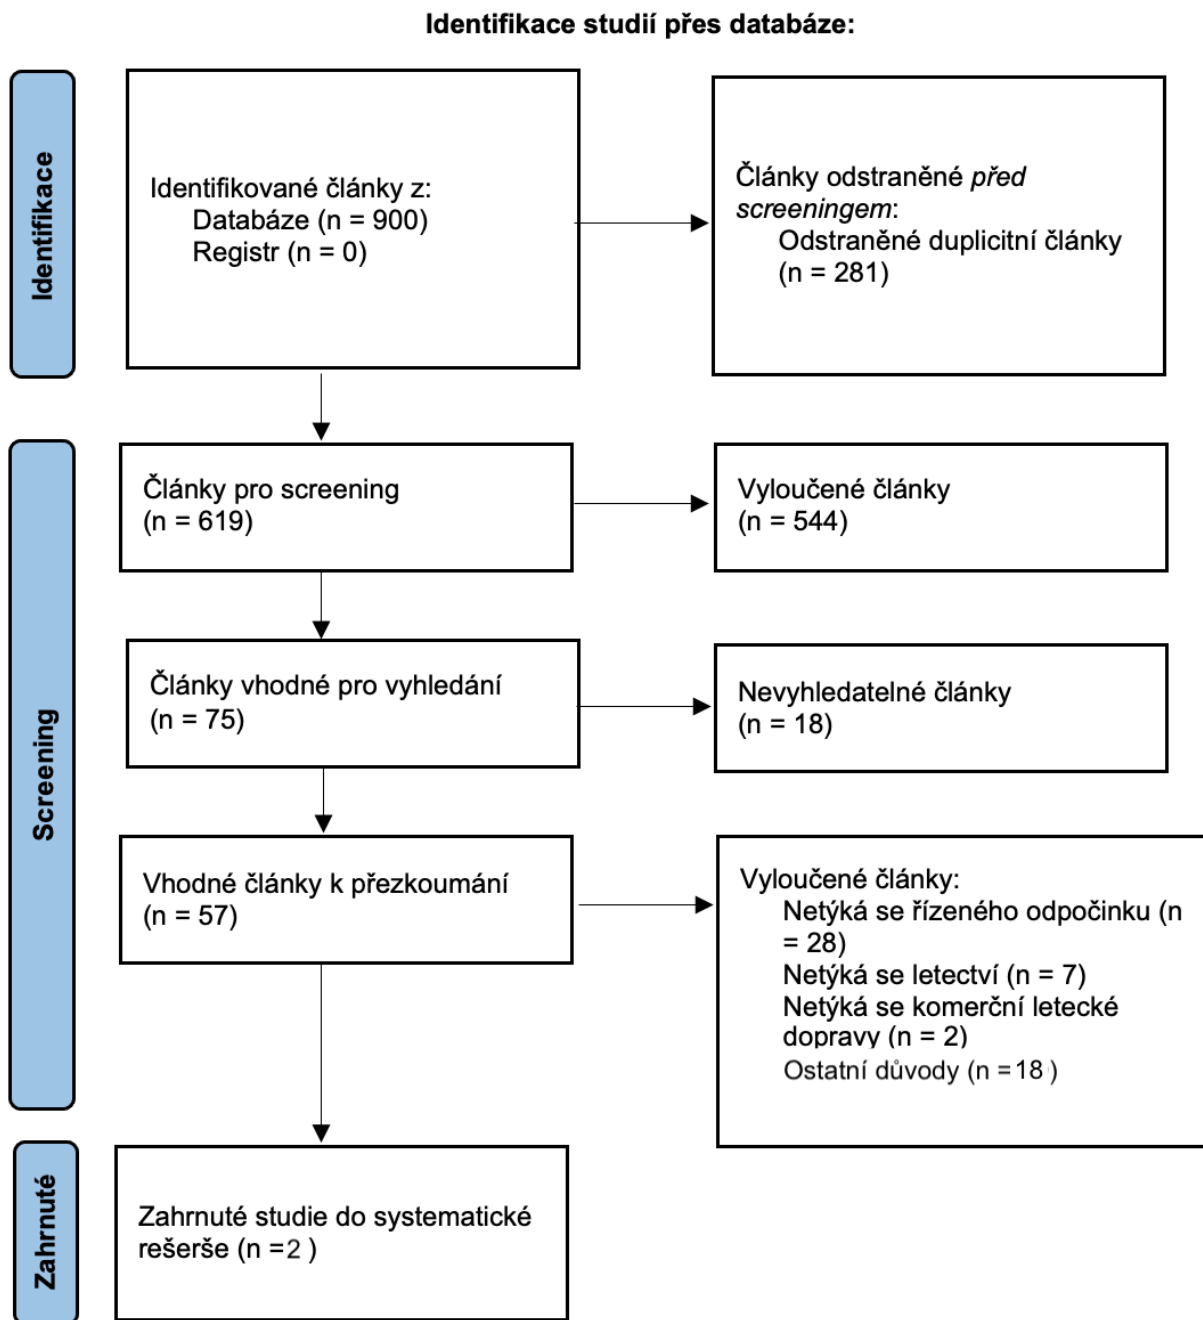 Identifikace studií přes databáze:
Identifikace
Identifikované články z:
Databáze (n = 900)
Registr (n = 0)
Články odstraněné před
screeningem:
Odstraněné duplicitní články
(n = 281)
Screening
Články pro screening
(n = 619)
Vyloučené články
(n = 544)
Články vhodné pro vyhledání
(n = 75)
Nevyhledatelné články
(n = 18)
Vhodné články k přezkoumání
(n = 57)
Vyloučené články:
Netýká se řízeného odpočinku (n
= 28)
Netýká se letectví (n = 7)
Netýká se komerční letecké
dopravy (n = 2)
Ostatní důvody (n =18 )
Zahrnuté
Zahrnuté studie do systematické
rešerše (n =2 )